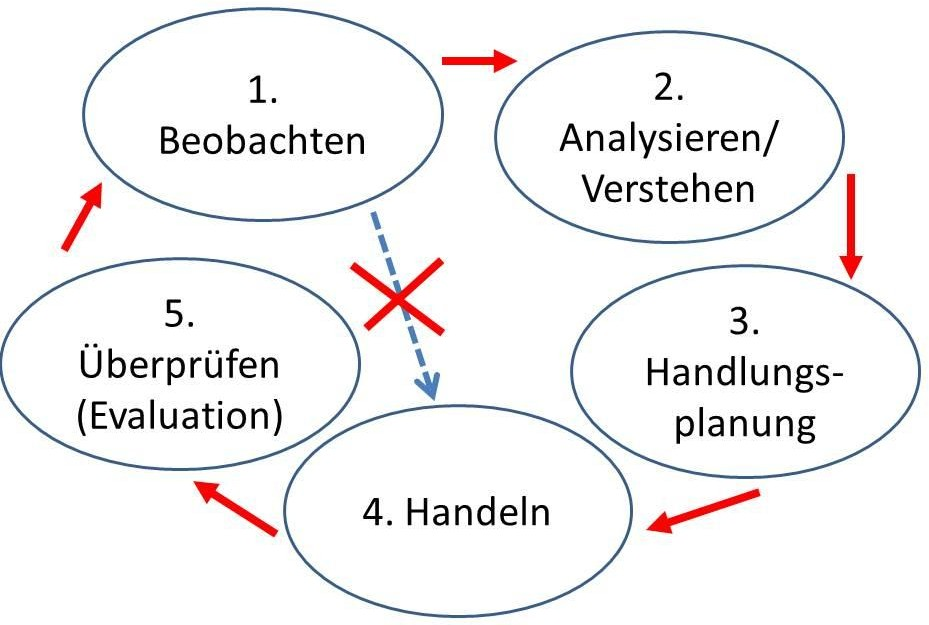 1.
Beobachten
2.
Analysieren/
Verstehen
3.
Handlungs-
planung
4. Handeln
5.
Überprüfen
(Evaluation)